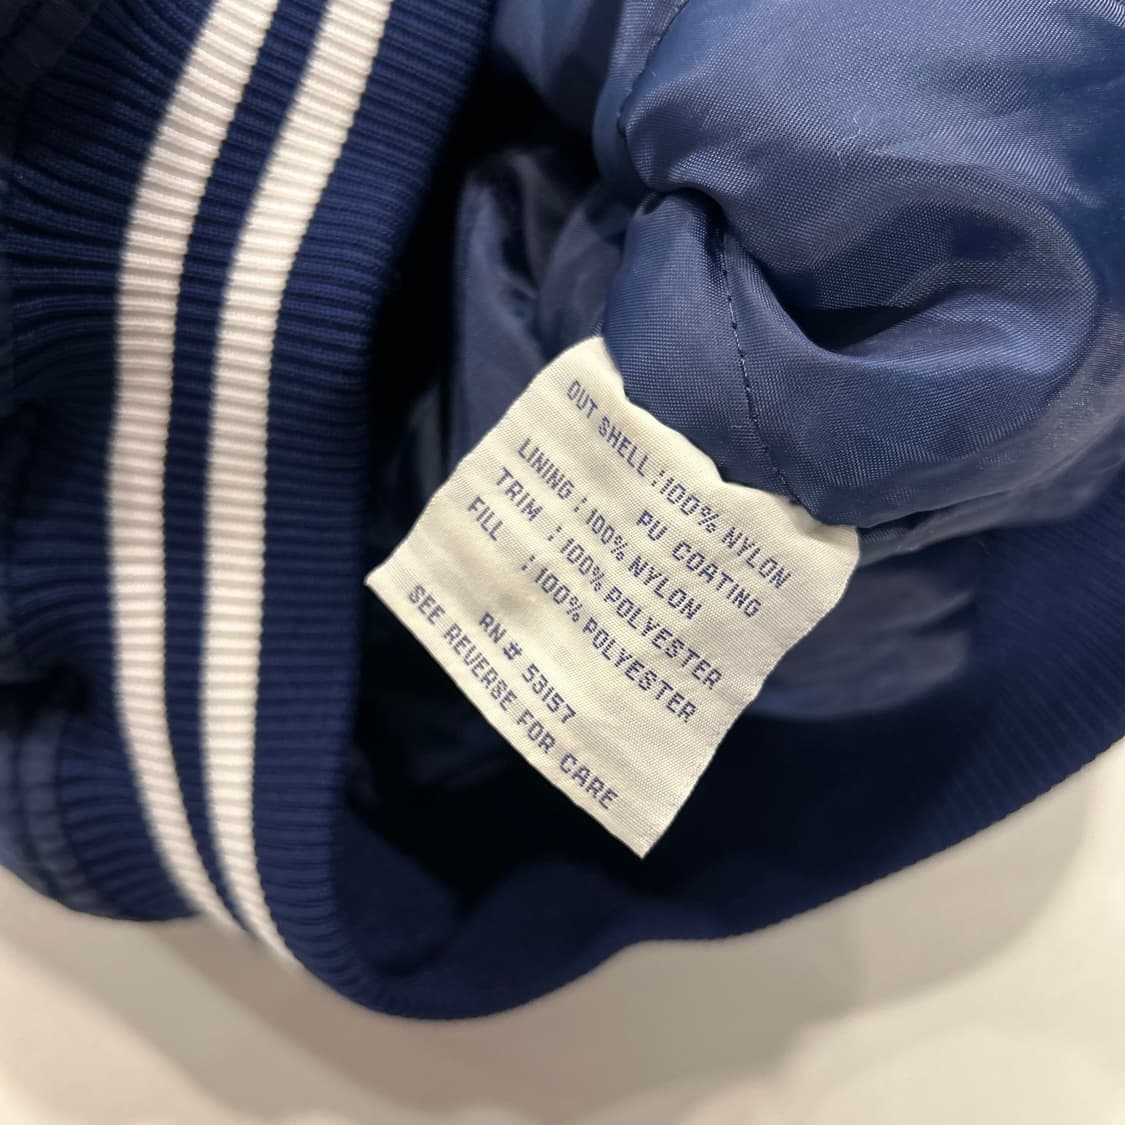 OUT SHELL :100% NYLON
PU COATING
LINING : 100% NYLON
TRIM : 100% POLYESTER
FILL : 100% POLYESTER
RN# 53157
SEE REVERSE FOR CARE